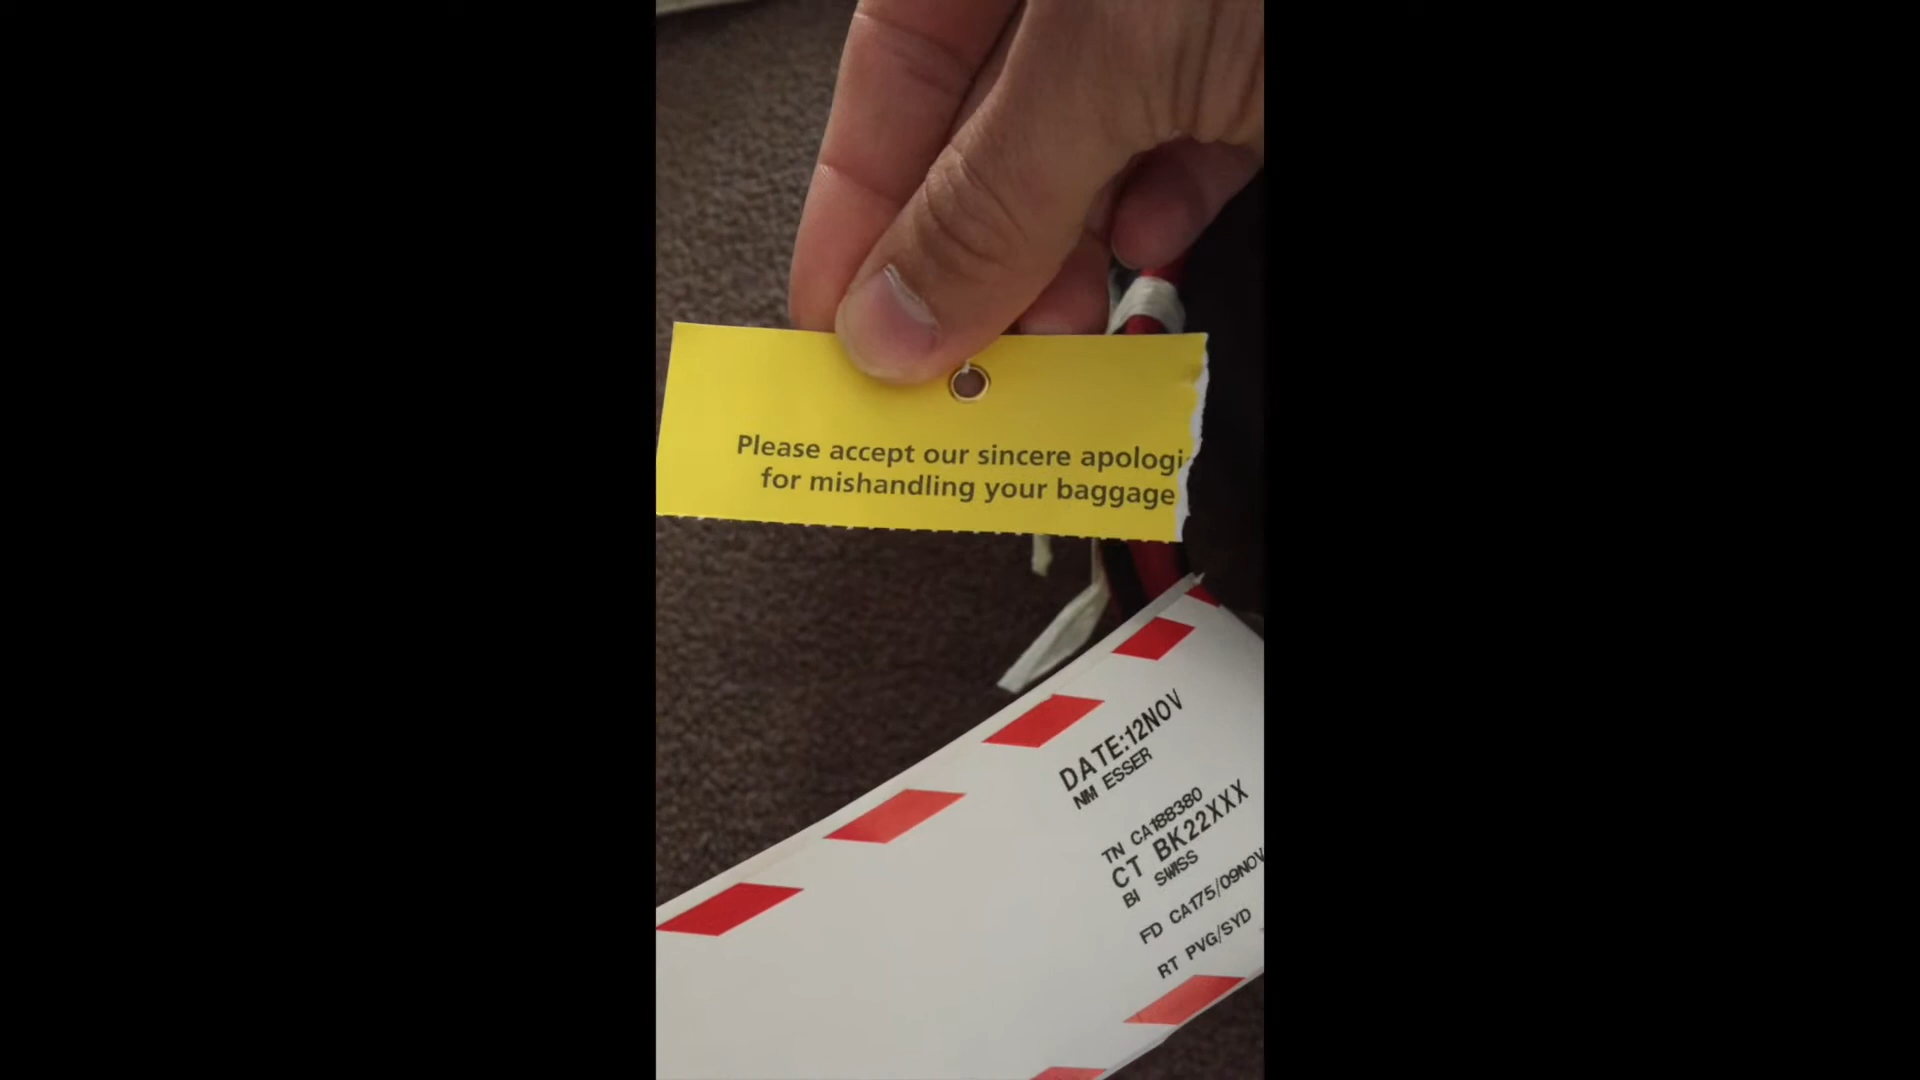 Please accept our sincere apologi
for mishandling your baggage
DATE:12NOV
NM ESSER
TN CA188380
CT BK22XXX
BI SWISS
FD CA175/09NOV
RT PVG/SYD